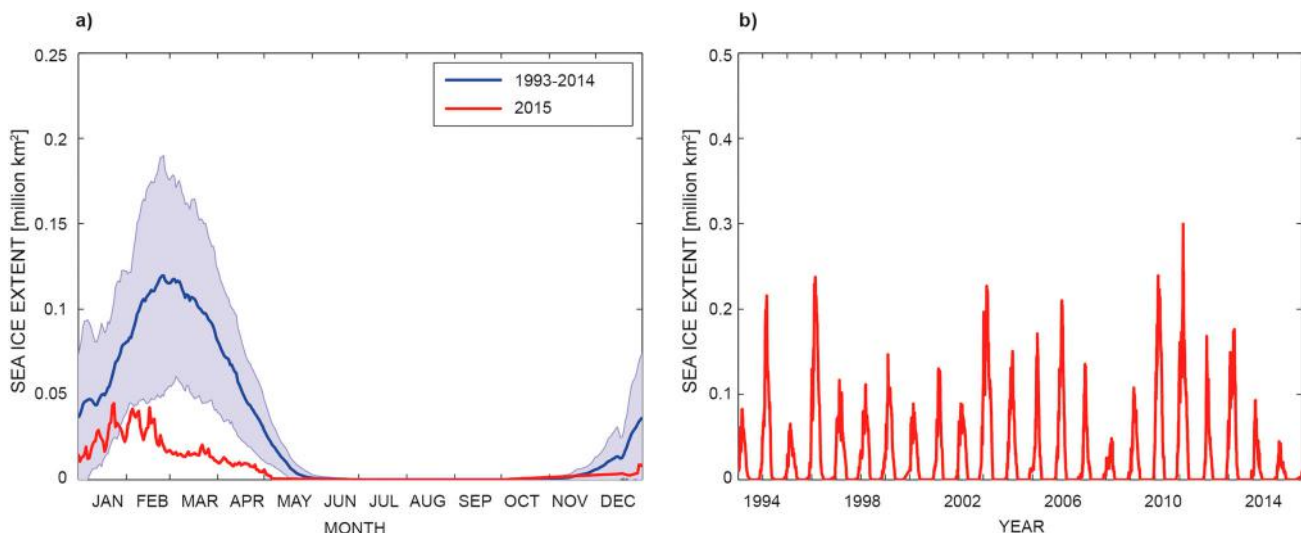 a)
SEA ICE EXTENT [million km²]
0.25
0.2
0.15
0.1
0.05
0
1993-2014
2015
JAN FEB MAR APR MAY JUN JUL AUG SEP OCT NOV DEC
MONTH
b)
SEA ICE EXTENT [million km²]
0.5
0.4
0.3
0.2
0.1
0
1994 1998 2002 2006 2010 2014
YEAR